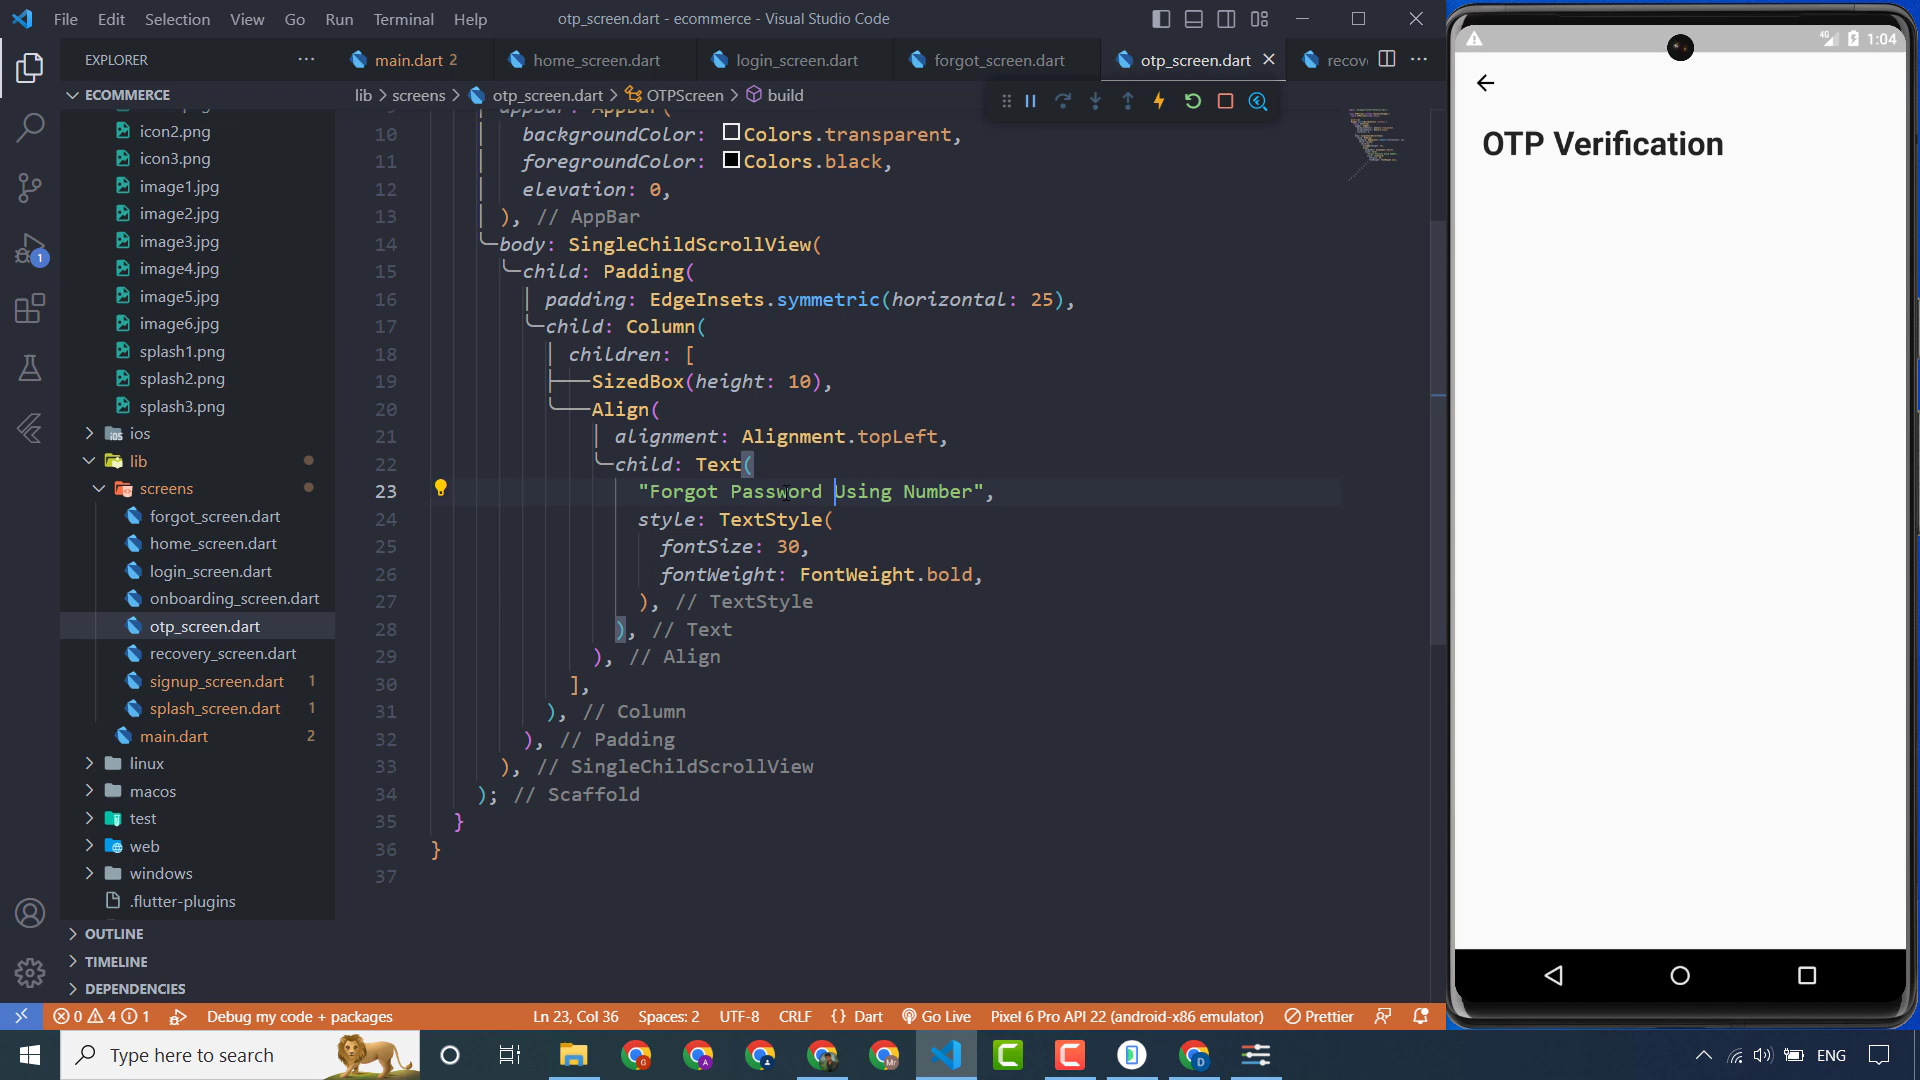 File Edit Selection View Go Run Terminal Help
otp_screen.dart - ecommerce - Visual Studio Code
EXPLORER
main.dart 2
home_screen.dart
login_screen.dart
forgot_screen.dart
otp_screen.dart
recov
ECOMMERCE
lib > screens > otp_screen.dart > OTPScreen > build
icon2.png
icon3.png
image1.jpg
image2.jpg
image3.jpg
image4.jpg
image5.jpg
image6.jpg
splash1.png
splash2.png
splash3.png
ios
lib
screens
forgot_screen.dart
home_screen.dart
login_screen.dart
onboarding_screen.dart
otp_screen.dart
recovery_screen.dart
signup_screen.dart 1
splash_screen.dart 1
main.dart 2
linux
macos
test
web
windows
.flutter-plugins
OUTLINE
TIMELINE
DEPENDENCIES
appBar: AppBar(
10 backgroundColor: Colors.transparent,
11 foregroundColor: Colors.black,
12 elevation: 0,
13 ), // AppBar
14 body: SingleChildScrollView(
15 child: Padding(
16 padding: EdgeInsets.symmetric(horizontal: 25),
17 child: Column(
18 children: [
19 SizedBox(height: 10),
20 Align(
21 alignment: Alignment.topLeft,
22 child: Text(
23 "Forgot Password Using Number",
24 style: TextStyle(
25 fontSize: 30,
26 fontWeight: FontWeight.bold,
27 ), // TextStyle
28 ), // Text
29 ), // Align
30 ],
31 ), // Column
32 ), // Padding
33 ), // SingleChildScrollView
34 ); // Scaffold
35 }
36 }
37
1
4G 1:04
OTP Verification
0 4 1 Debug my code + packages
Ln 23, Col 36 Spaces: 2 UTF-8 CRLF {} Dart Go Live Pixel 6 Pro API 22 (android-x86 emulator) Prettier
Type here to search
ENG